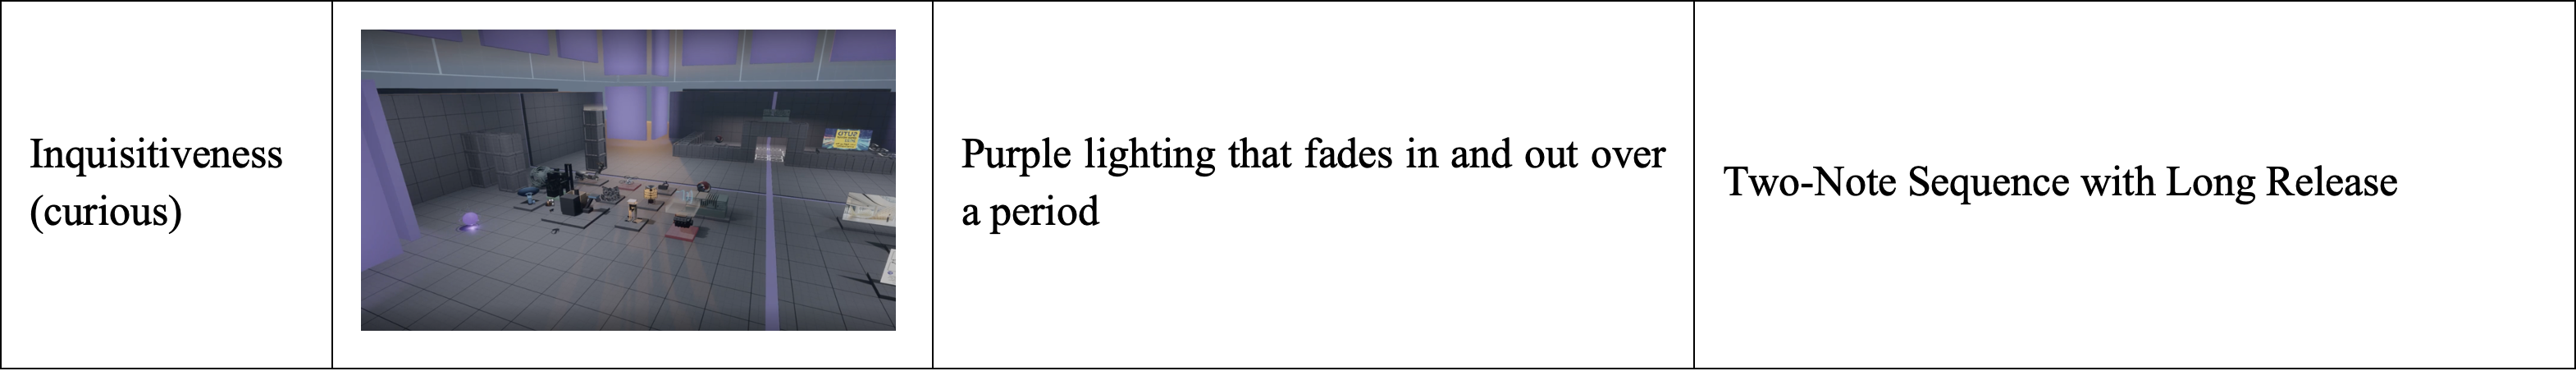 Inquisitiveness
(curious)
Purple lighting that fades in and out over
a period
Two-Note Sequence with Long Release